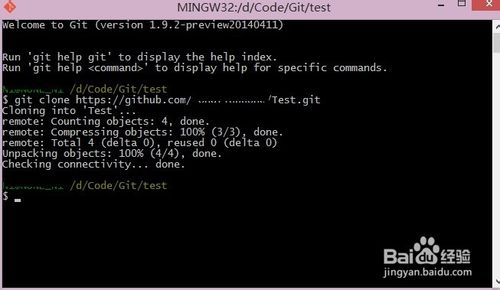 MINGW32:/d/Code/Git/test
Welcome to Git (version 1.9.2-preview20140411)
Run 'git help git' to display the help index.
Run 'git help <command>' to display help for specific commands.
/d/Code/Git/test
$ git clone https://github.com/ /Test.git
Cloning into 'Test'...
remote: Counting objects: 4, done.
remote: Compressing objects: 100% (3/3), done.
remote: Total 4 (delta 0), reused 0 (delta 0)
Unpacking objects: 100% (4/4), done.
Checking connectivity... done.
/d/Code/Git/test
$
Baidu 经验
jingyan.baidu.com